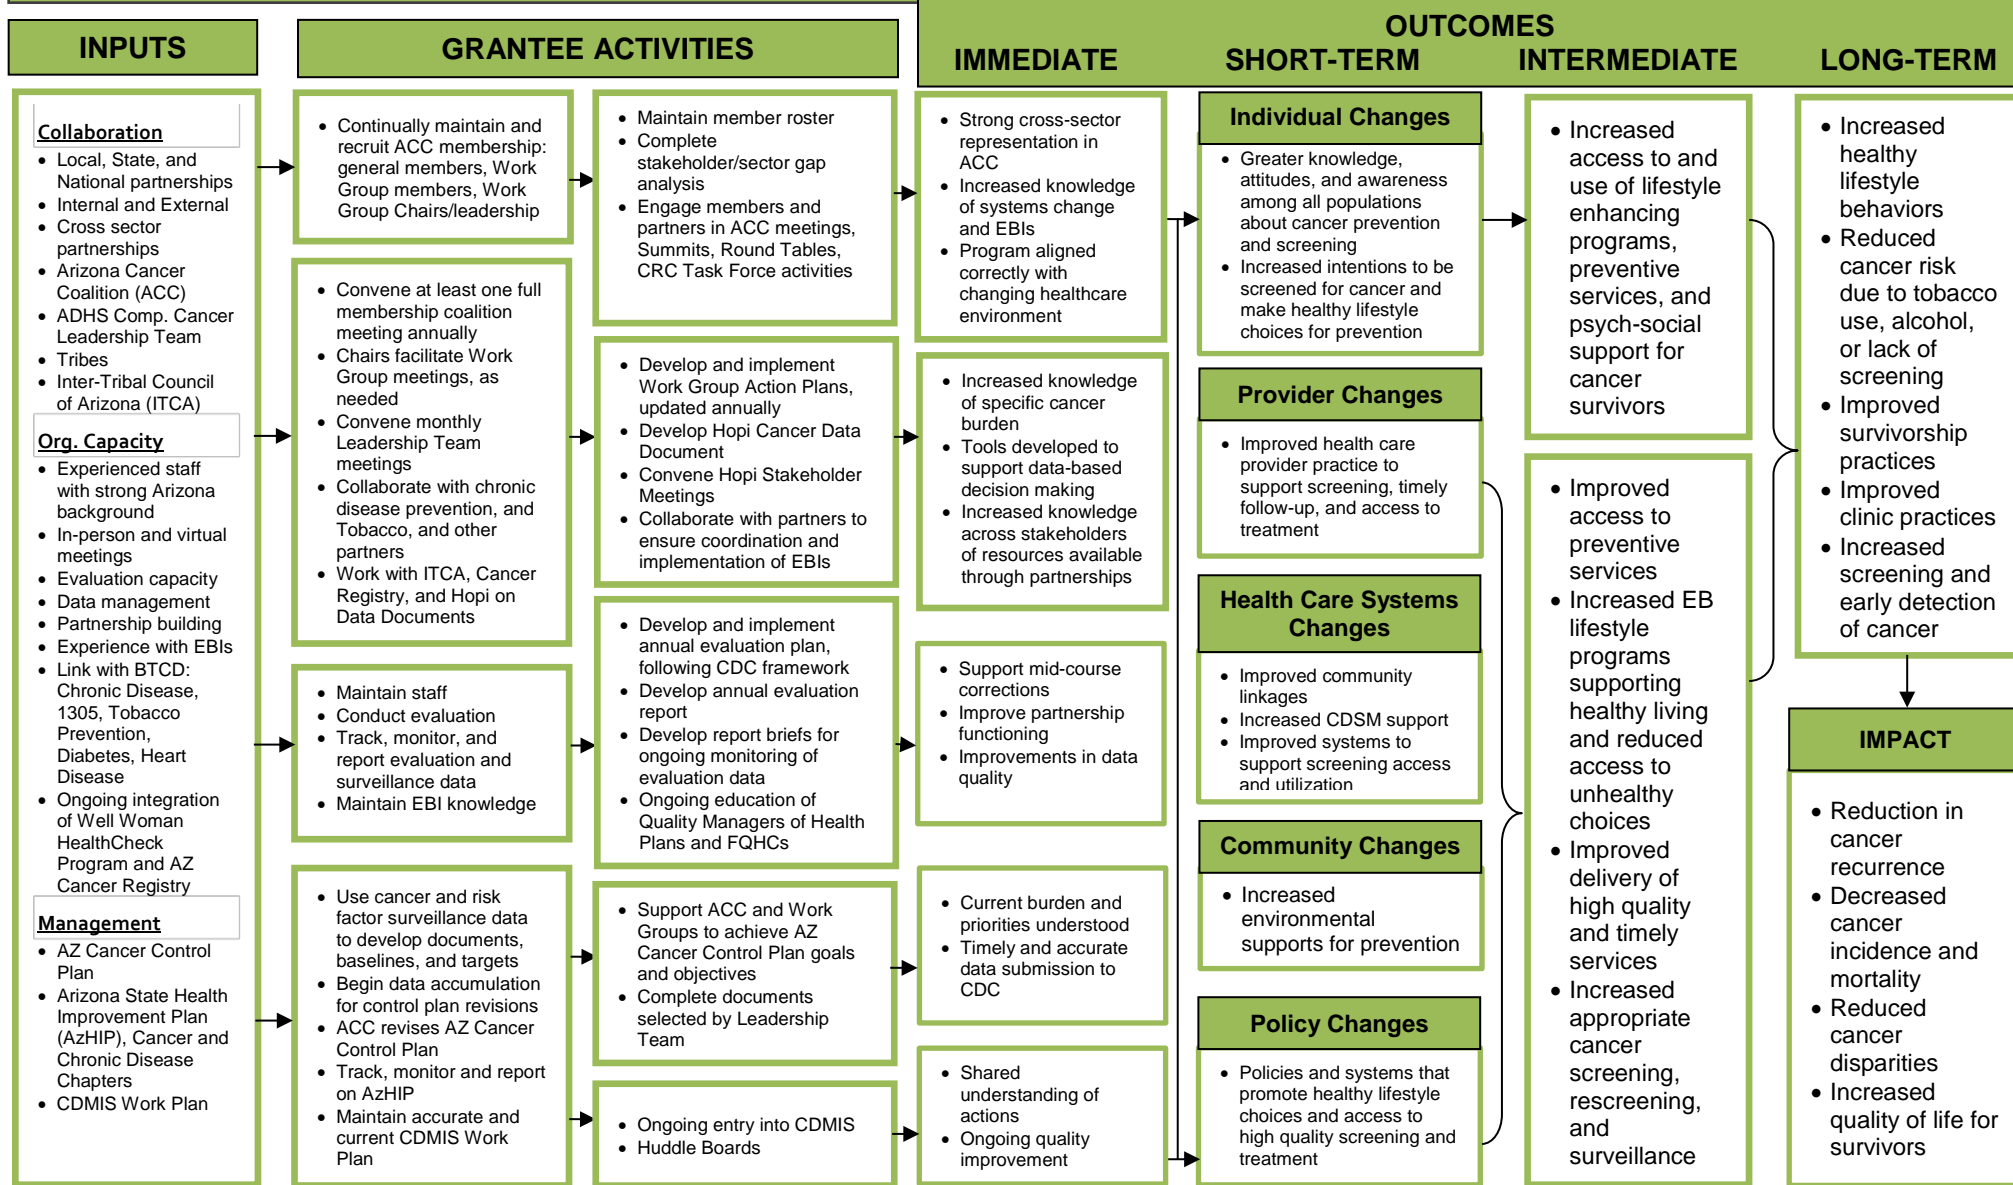 INPUTS
GRANTEE ACTIVITIES
OUTCOMES
IMMEDIATE
SHORT-TERM
INTERMEDIATE
LONG-TERM
Collaboration
• Local, State, and
National partnerships
• Internal and External
• Cross sector
partnerships
• Arizona Cancer
Coalition (ACC)
• ADHS Comp. Cancer
Leadership Team
• Tribes
• Inter-Tribal Council
of Arizona (ITCA)
Org. Capacity
• Experienced staff
with strong Arizona
background
• In-person and virtual
meetings
• Evaluation capacity
• Data management
• Partnership building
• Experience with EBIs
• Link with BTCD:
Chronic Disease,
1305, Tobacco
Prevention,
Diabetes, Heart
Disease
• Ongoing integration
of Well Woman
HealthCheck
Program and AZ
Cancer Registry
Management
• AZ Cancer Control
Plan
• Arizona State Health
Improvement Plan
(AzHIP), Cancer and
Chronic Disease
Chapters
• CDMIS Work Plan
• Continually maintain and
recruit ACC membership:
general members, Work
Group members, Work
Group Chairs/leadership
• Convene at least one full
membership coalition
meeting annually
• Chairs facilitate Work
Group meetings, as
needed
• Convene monthly
Leadership Team
meetings
• Collaborate with chronic
disease prevention, and
Tobacco, and other
partners
• Work with ITCA, Cancer
Registry, and Hopi on
Data Documents
• Maintain staff
• Conduct evaluation
• Track, monitor, and
report evaluation and
surveillance data
• Maintain EBI knowledge
• Use cancer and risk
factor surveillance data
to develop documents,
baselines, and targets
• Begin data accumulation
for control plan revisions
• ACC revises AZ Cancer
Control Plan
• Track, monitor and report
on AzHIP
• Maintain accurate and
current CDMIS Work
Plan
• Maintain member roster
• Complete
stakeholder/sector gap
analysis
• Engage members and
partners in ACC meetings,
Summits, Round Tables,
CRC Task Force activities
• Develop and implement
Work Group Action Plans,
updated annually
• Develop Hopi Cancer Data
Document
• Convene Hopi Stakeholder
Meetings
• Collaborate with partners to
ensure coordination and
implementation of EBIs
• Develop and implement
annual evaluation plan,
following CDC framework
• Develop annual evaluation
report
• Develop report briefs for
ongoing monitoring of
evaluation data
• Ongoing education of
Quality Managers of Health
Plans and FQHCs
• Support ACC and Work
Groups to achieve AZ
Cancer Control Plan goals
and objectives
• Complete documents
selected by Leadership
Team
• Ongoing entry into CDMIS
• Huddle Boards
• Strong cross-sector
representation in
ACC
• Increased knowledge
of systems change
and EBIs
• Program aligned
correctly with
changing healthcare
environment
• Increased knowledge
of specific cancer
burden
• Tools developed to
support data-based
decision making
• Increased knowledge
across stakeholders
of resources available
through partnerships
• Support mid-course
corrections
• Improve partnership
functioning
• Improvements in data
quality
• Current burden and
priorities understood
• Timely and accurate
data submission to
CDC
• Shared
understanding of
actions
• Ongoing quality
improvement
Individual Changes
• Greater knowledge,
attitudes, and awareness
among all populations
about cancer prevention
and screening
• Increased intentions to be
screened for cancer and
make healthy lifestyle
choices for prevention
Provider Changes
• Improved health care
provider practice to
support screening, timely
follow-up, and access to
treatment
Health Care Systems
Changes
• Improved community
linkages
• Increased CDSM support
• Improved systems to
support screening access
and utilization
Community Changes
• Increased
environmental
supports for prevention
Policy Changes
• Policies and systems that
promote healthy lifestyle
choices and access to
high quality screening and
treatment
• Increased
access to and
use of lifestyle
enhancing
programs,
preventive
services, and
psych-social
support for
cancer
survivors
• Improved
access to
preventive
services
• Increased EB
lifestyle
programs
supporting
healthy living
and reduced
access to
unhealthy
choices
• Improved
delivery of
high quality
and timely
services
• Increased
appropriate
cancer
screening,
rescreening,
and
surveillance
• Increased
healthy
lifestyle
behaviors
• Reduced
cancer risk
due to tobacco
use, alcohol,
or lack of
screening
• Improved
survivorship
practices
• Improved
clinic practices
• Increased
screening and
early detection
of cancer
IMPACT
• Reduction in
cancer
recurrence
• Decreased
cancer
incidence and
mortality
• Reduced
cancer
disparities
• Increased
quality of life for
survivors